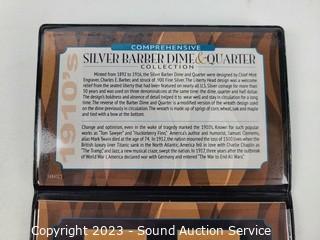 COMPREHENSIVE
SILVER BARBER DIME & QUARTER
COLLECTION
1910's
Minted from 1892 to 1916, the Silver Barber Dime and Quarter were designed by Chief Mint
Engraver, Charles E. Barber, and struck of .900 Fine Silver. The Liberty Head design was a welcome
relief from the seated liberty that had been featured on nearly all U.S. Silver coinage for more than
50 years and was used on three denominations at the same time: the dime, quarter and half dollar.
The design's boldness and absence of detail allowed it to wear well and stay in circulation for a long
time. The reverse of the Barber Dime and Quarter is a modified version of the wreath design used
on the dime previously in circulation. The wreath is made up of sprigs of corn, wheat, oak and maple
and tied with a bow at the bottom.
Change and optimism, even in the wake of tragedy marked the 1910's. Known for such popular works
as "Tom Sawyer" and "Huckleberry Finn," America's author and humorist, Samuel Clemens,
alias Mark Twain died at the age of 74. In 1912, the nation mourned the loss of 1500 lives when the
British luxury liner Titanic sank in the North Atlantic. America fell in love with Charlie Chaplin as
"The Tramp," and Jazz, a new musical craze, swept the nation. In 1917, three years after the outbreak
of World War I, America declared war with Germany and entered "The War to End All Wars."
Copyright 2023 - Sound Auction Service